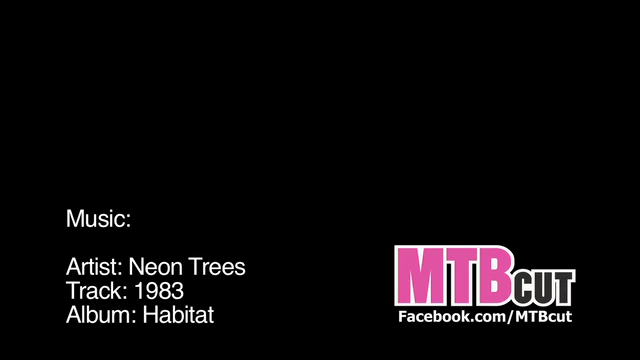 Music:
Artist: Neon Trees
Track: 1983
Album: Habitat
MTBCUT
Facebook.com/MTBcut